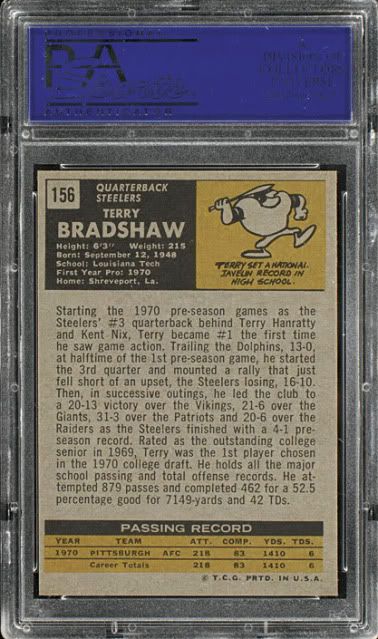 PROFESSIONAL
PSA
AUTHENTICATOR
A
DIVISION OF
COLLECTORS
UNIVERSE
156
QUARTERBACK
STEELERS
TERRY
BRADSHAW
Height: 6'3" Weight: 215
Born: September 12, 1948
School: Louisiana Tech
First Year Pro: 1970
Home: Shreveport, La.
TERRY SET A NATIONAL
JAVELIN RECORD IN
HIGH SCHOOL.
Starting the 1970 pre-season games as the
Steelers' #3 quarterback behind Terry Hanratty
and Kent Nix, Terry became #1 the first time
he saw game action. Trailing the Dolphins, 13-0,
at halftime of the 1st pre-season game, he started
the 3rd quarter and mounted a rally that just
fell short of an upset, the Steelers losing, 16-10.
Then, in successive outings, he led the club to
a 20-13 victory over the Vikings, 21-6 over the
Giants, 31-3 over the Patriots and 20-6 over the
Raiders as the Steelers finished with a 4-1 pre-
season record. Rated as the outstanding college
senior in 1969, Terry was the 1st player chosen
in the 1970 college draft. He holds all the major
school passing and total offense records. He at-
tempted 879 passes and completed 462 for a 52.5
percentage good for 7149-yards and 42 TDs.
PASSING RECORD
YEAR TEAM ATT. COMP. YDS. TDS.
1970 PITTSBURGH AFC 218 83 1410 6
Career Totals 218 83 1410 6
© T.C.G. PRTD. IN U.S.A.